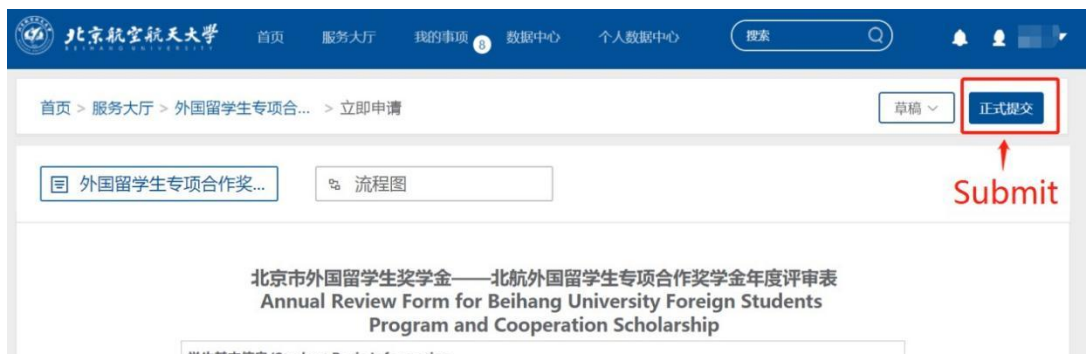 北京航空航天大学
BEIHANG UNIVERSITY
首页 服务大厅 我的事项 8 数据中心 个人数据中心 搜索
首页 > 服务大厅 > 外国留学生专项合... > 立即申请
草稿 正式提交
外国留学生专项合作奖... 流程图
Submit
北京市外国留学生奖学金——北航外国留学生专项合作奖学金年度评审表
Annual Review Form for Beihang University Foreign Students
Program and Cooperation Scholarship